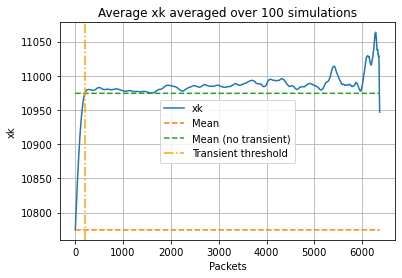 Average xk averaged over 100 simulations
11050
11000
10950
10900
10850
10800
xk
xk
Mean
Mean (no transient)
Transient threshold
0
1000
2000
3000
4000
5000
6000
Packets